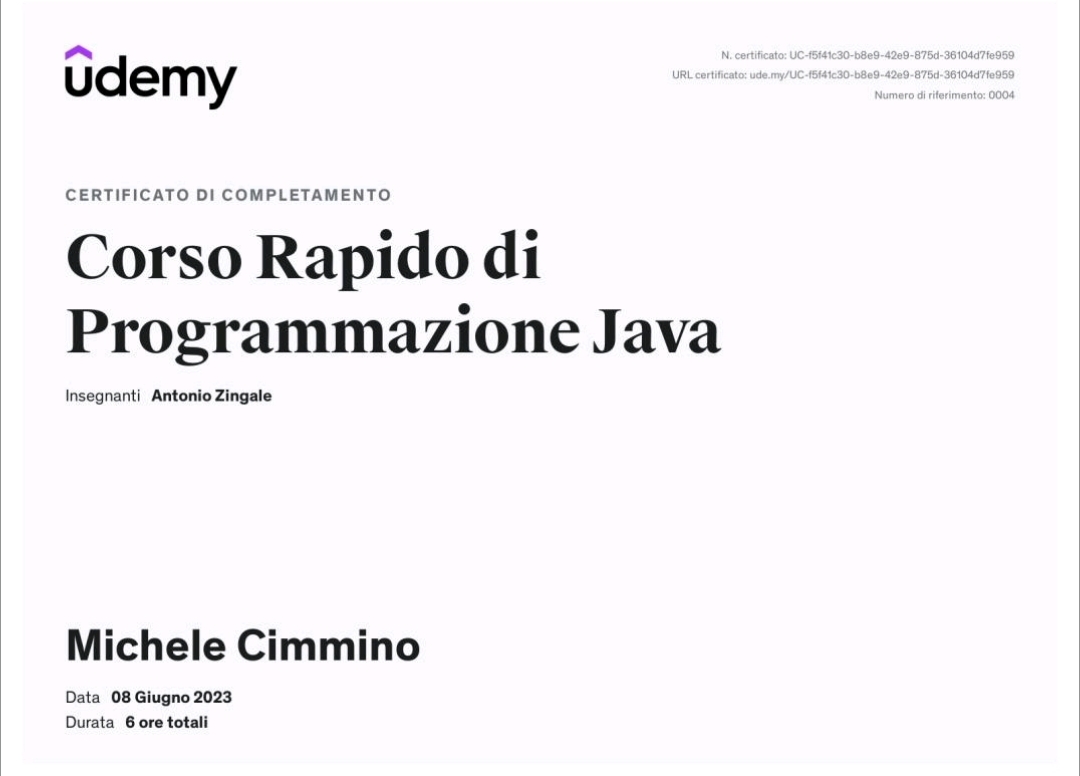 udemy
N. certificato: UC-f5f41c30-b8e9-42e9-875d-36104d7fe959
URL certificato: ude.my/UC-f5f41c30-b8e9-42e9-875d-36104d7fe959
Numero di riferimento: 0004
CERTIFICATO DI COMPLETAMENTO
Corso Rapido di
Programmazione Java
Insegnanti Antonio Zingale
Michele Cimmino
Data 08 Giugno 2023
Durata 6 ore totali